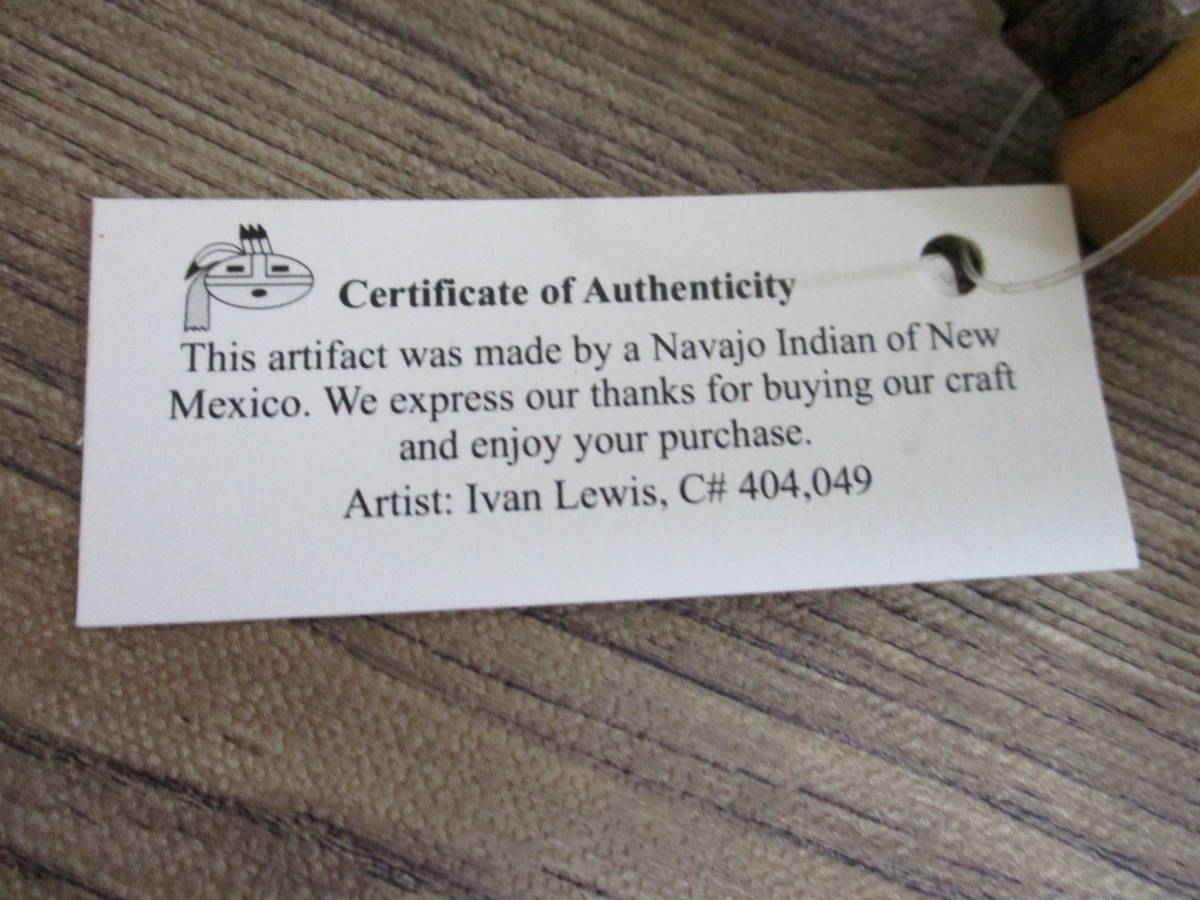 Certificate of Authenticity
This artifact was made by a Navajo Indian of New
Mexico. We express our thanks for buying our craft
and enjoy your purchase.
Artist: Ivan Lewis, C# 404,049